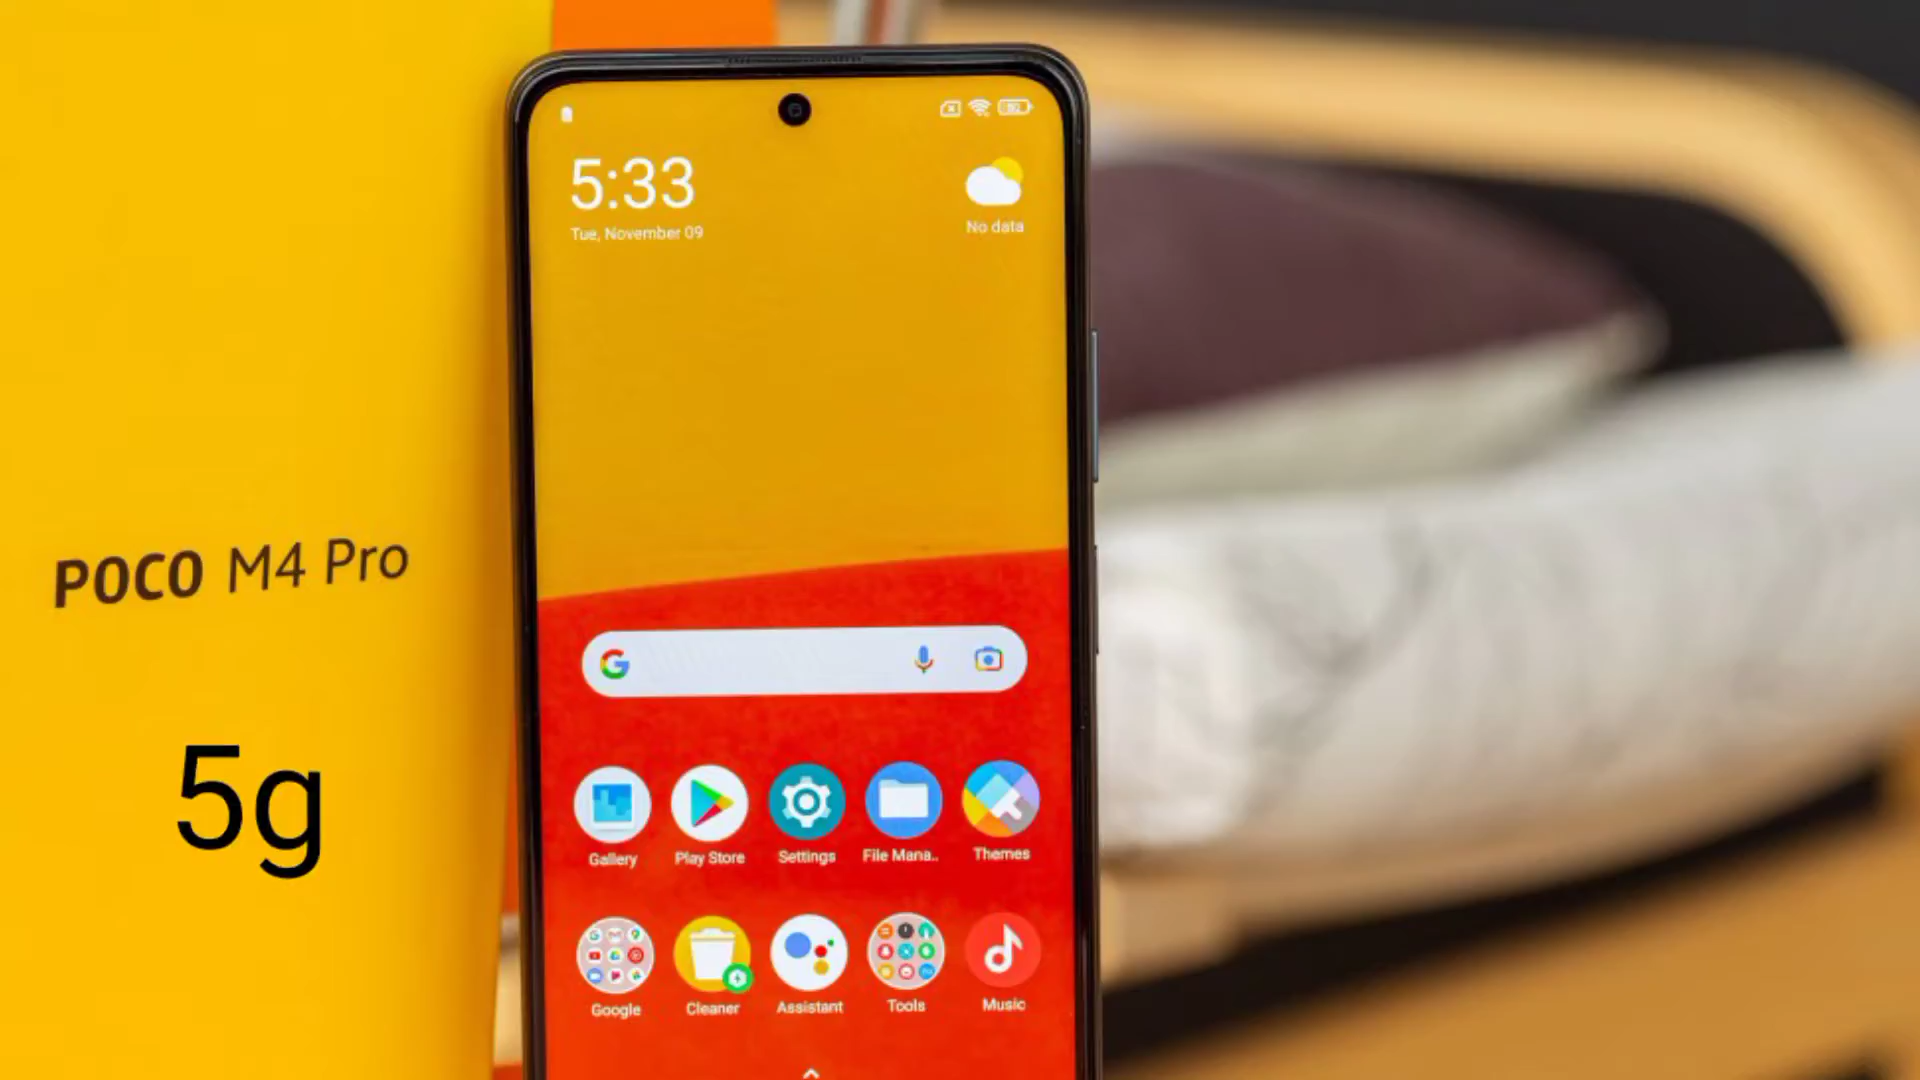 5:33
Tue, November 09
No data
POCO M4 Pro
5g
Gallery
Play Store
Settings
File Mana..
Themes
Google
Cleaner
Assistant
Tools
Music